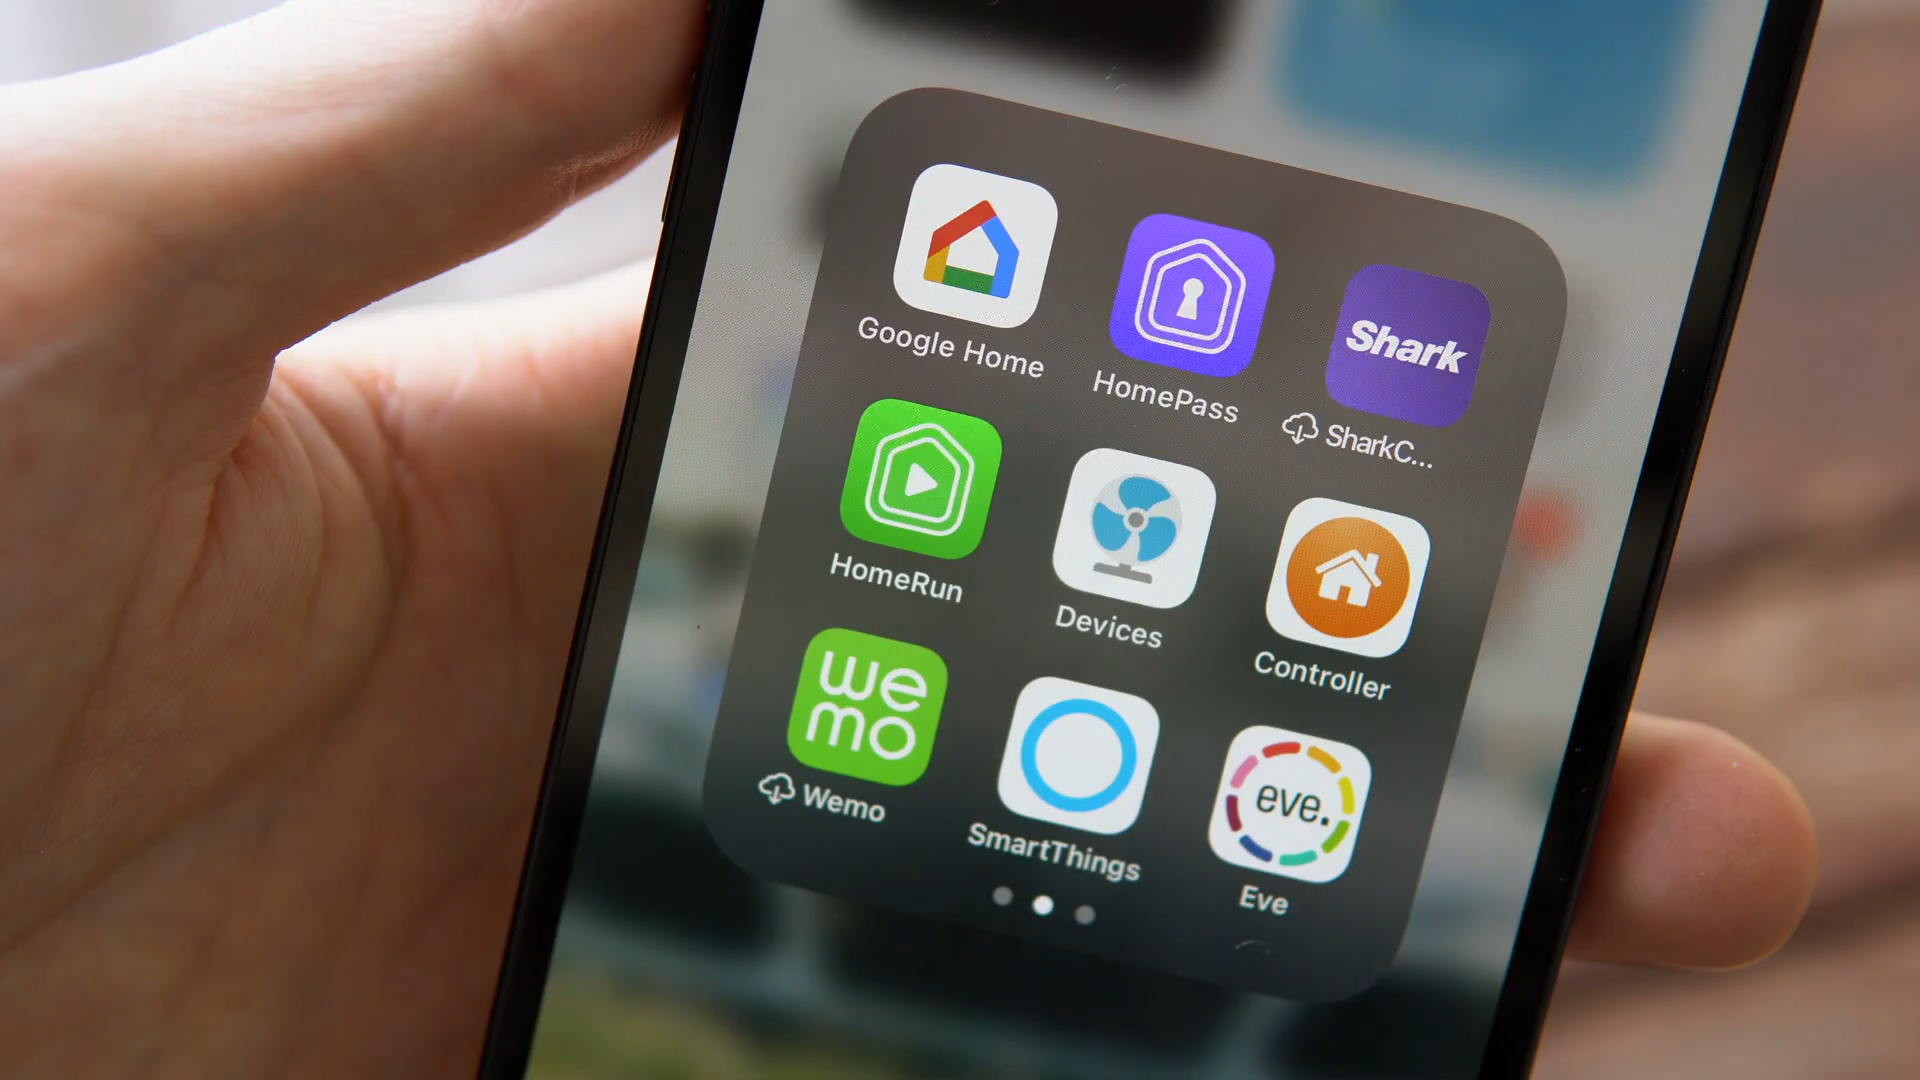 Google Home
HomePass
Shark
SharkC...
HomeRun
Devices
Controller
we
mo
Wemo
SmartThings
eve.
Eve